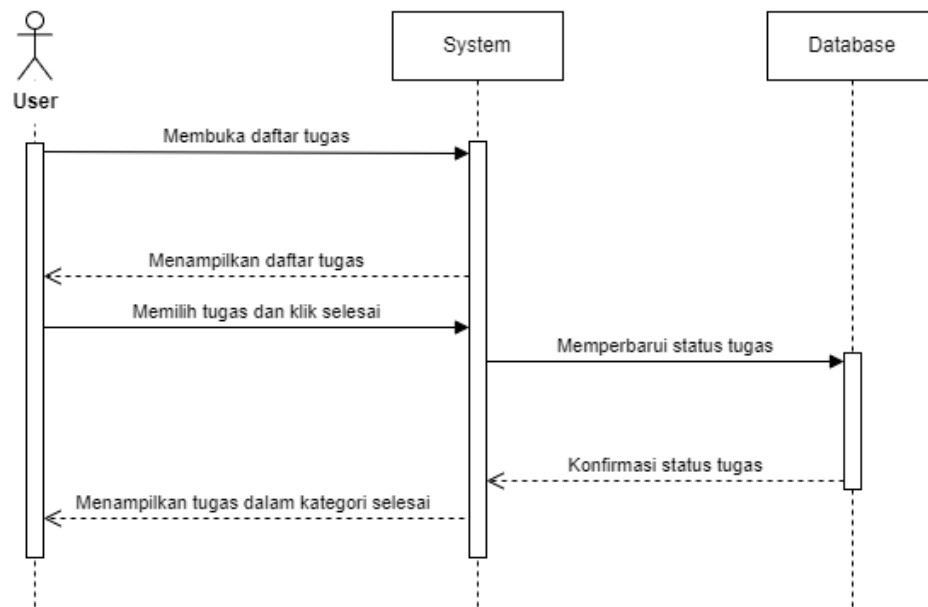 System
Database
User
Membuka daftar tugas
Menampilkan daftar tugas
Memilih tugas dan klik selesai
Memperbarui status tugas
Konfirmasi status tugas
Menampilkan tugas dalam kategori selesai